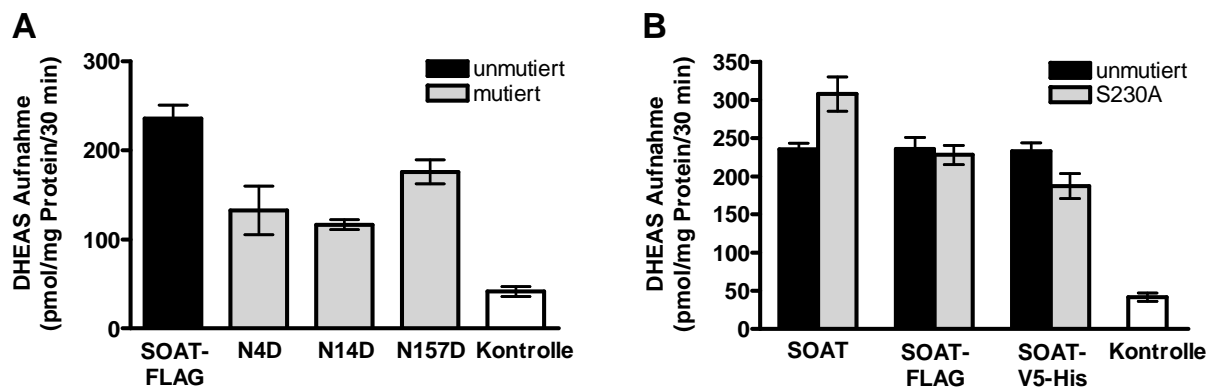 A
DHEAS Aufnahme
(pmol/mg Protein/30 min)
300
200
100
0
unmutiert
mutiert
SOAT-
FLAG
N4D
N14D
N157D
Kontrolle
B
DHEAS Aufnahme
(pmol/mg Protein/30 min)
350
300
250
200
150
100
50
0
unmutiert
S230A
SOAT
SOAT-
FLAG
SOAT-
V5-His
Kontrolle